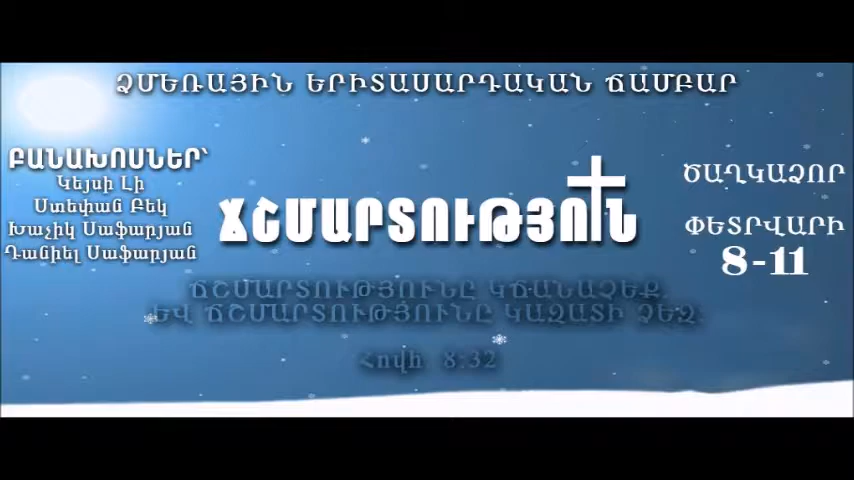 ՁՄԵՌԱՅԻՆ ԵՐԻՏԱՍԱՐԴԱԿԱՆ ՃԱՄԲԱՐ
ԲԱՆԱԽՈՍՆԵՐ՝
Կեյսի Լի
Ստեփան Բեկ
Խաչիկ Սաֆարյան
Դանիել Սաֆարյան
ՃՇՄԱՐՏՈՒԹՅՈՒՆ
ԾԱՂԿԱՁՈՐ
ՓԵՏՐՎԱՐԻ
8-11
ՃՇՄԱՐՏՈՒԹՅՈՒՆԸ ԿՃԱՆԱՉԵՔ,
ԵՎ ՃՇՄԱՐՏՈՒԹՅՈՒՆԸ ԿԱԶԱՏԻ ՁԵԶ:
Հովհ. 8:32